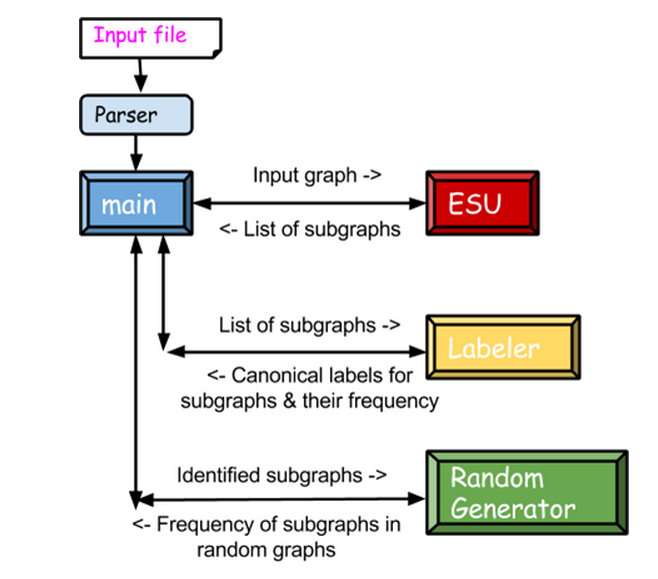 Input file
Parser
main
Input graph ->
<- List of subgraphs
ESU
List of subgraphs ->
<- Canonical labels for
subgraphs & their frequency
Labeler
Identified subgraphs ->
<- Frequency of subgraphs in
random graphs
Random
Generator